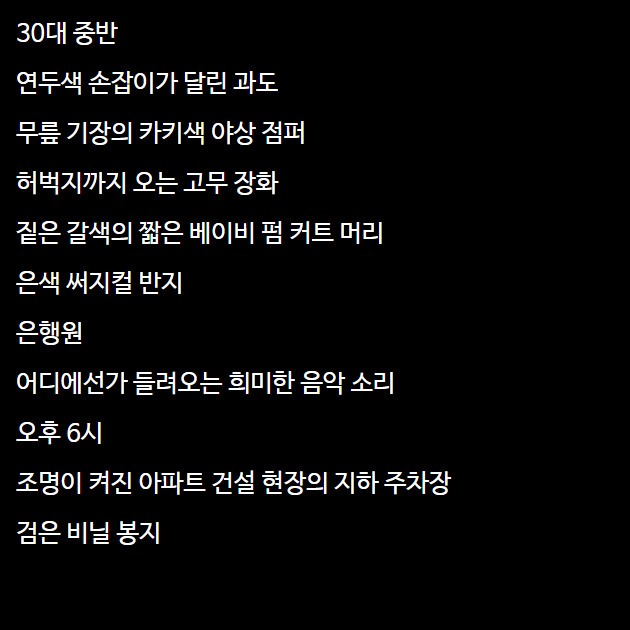 30대 중반
연두색 손잡이가 달린 과도
무릎 기장의 카키색 야상 점퍼
허벅지까지 오는 고무 장화
짙은 갈색의 짧은 베이비 펌 커트 머리
은색 써지컬 반지
은행원
어디에선가 들려오는 희미한 음악 소리
오후 6시
조명이 켜진 아파트 건설 현장의 지하 주차장
검은 비닐 봉지